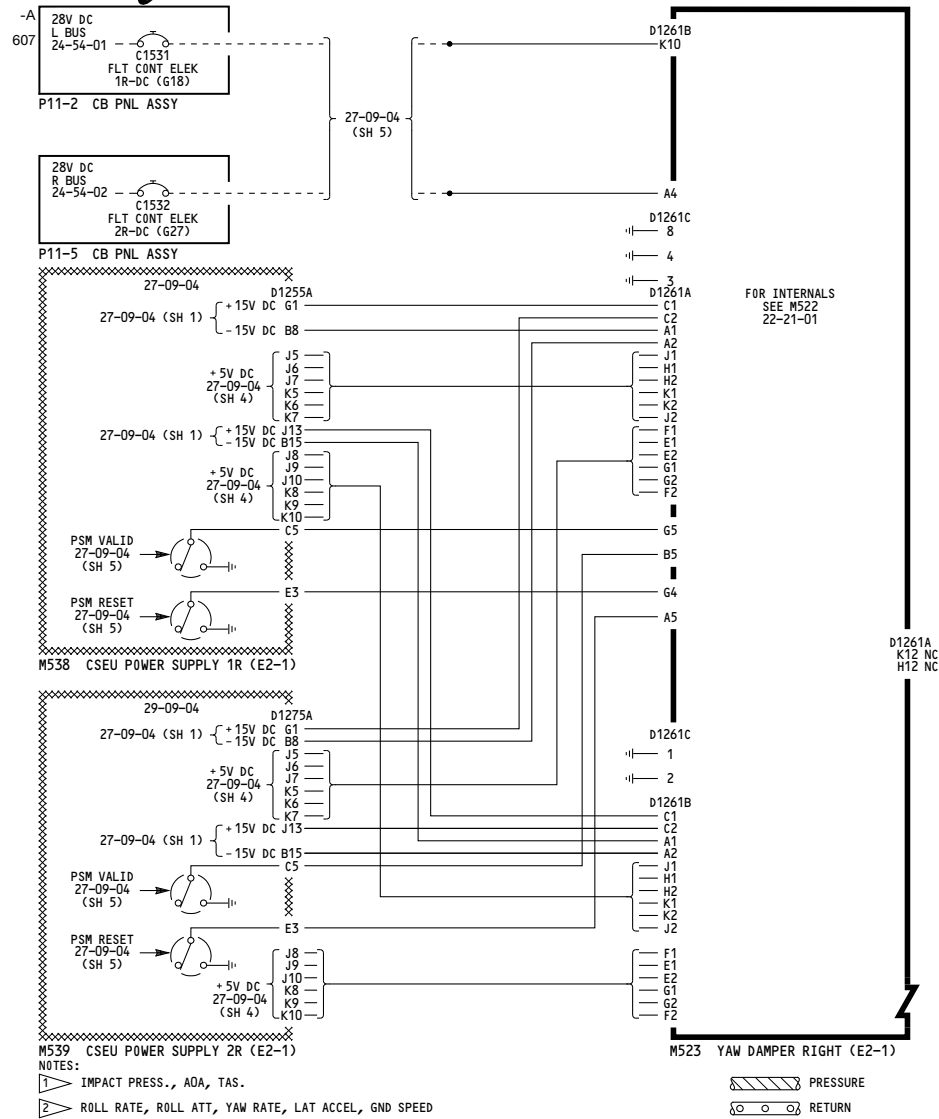 -A
607
28V DC
L BUS
24-54-01
C1531
FLT CONT ELEK
1R-DC (G18)
P11-2 CB PNL ASSY
28V DC
R BUS
24-54-02
C1532
FLT CONT ELEK
2R-DC (G27)
P11-5 CB PNL ASSY
27-09-04
(SH 5)
D1261B
K10
A4
D1261C
8
4
3
D1261A
C1
C2
A1
A2
J1
H1
H2
K1
K2
J2
F1
E1
E2
G1
G2
F2
G5
B5
G4
A5
FOR INTERNALS
SEE M522
22-21-01
D1261A
K12 NC
H12 NC
27-09-04
D1255A
27-09-04 (SH 1)
+15V DC G1
-15V DC B8
+5V DC
27-09-04
(SH 4)
J5
J6
J7
K5
K6
K7
27-09-04 (SH 1)
+15V DC J13
-15V DC B15
+5V DC
27-09-04
(SH 4)
J8
J9
J10
K8
K9
K10
C5
PSM VALID
27-09-04
(SH 5)
E3
PSM RESET
27-09-04
(SH 5)
M538 CSEU POWER SUPPLY 1R (E2-1)
29-09-04
D1275A
27-09-04 (SH 1)
+15V DC G1
-15V DC B8
+5V DC
27-09-04
(SH 4)
J5
J6
J7
K5
K6
K7
27-09-04 (SH 1)
+15V DC J13
-15V DC B15
C5
PSM VALID
27-09-04
(SH 5)
E3
PSM RESET
27-09-04
(SH 5)
+5V DC
27-09-04
(SH 4)
J8
J9
J10
K8
K9
K10
M539 CSEU POWER SUPPLY 2R (E2-1)
D1261C
1
2
D1261B
C1
C2
A1
A2
J1
H1
H2
K1
K2
J2
F1
E1
E2
G1
G2
F2
M523 YAW DAMPER RIGHT (E2-1)
NOTES:
1 IMPACT PRESS., AOA, TAS.
2 ROLL RATE, ROLL ATT, YAW RATE, LAT ACCEL, GND SPEED
PRESSURE
RETURN